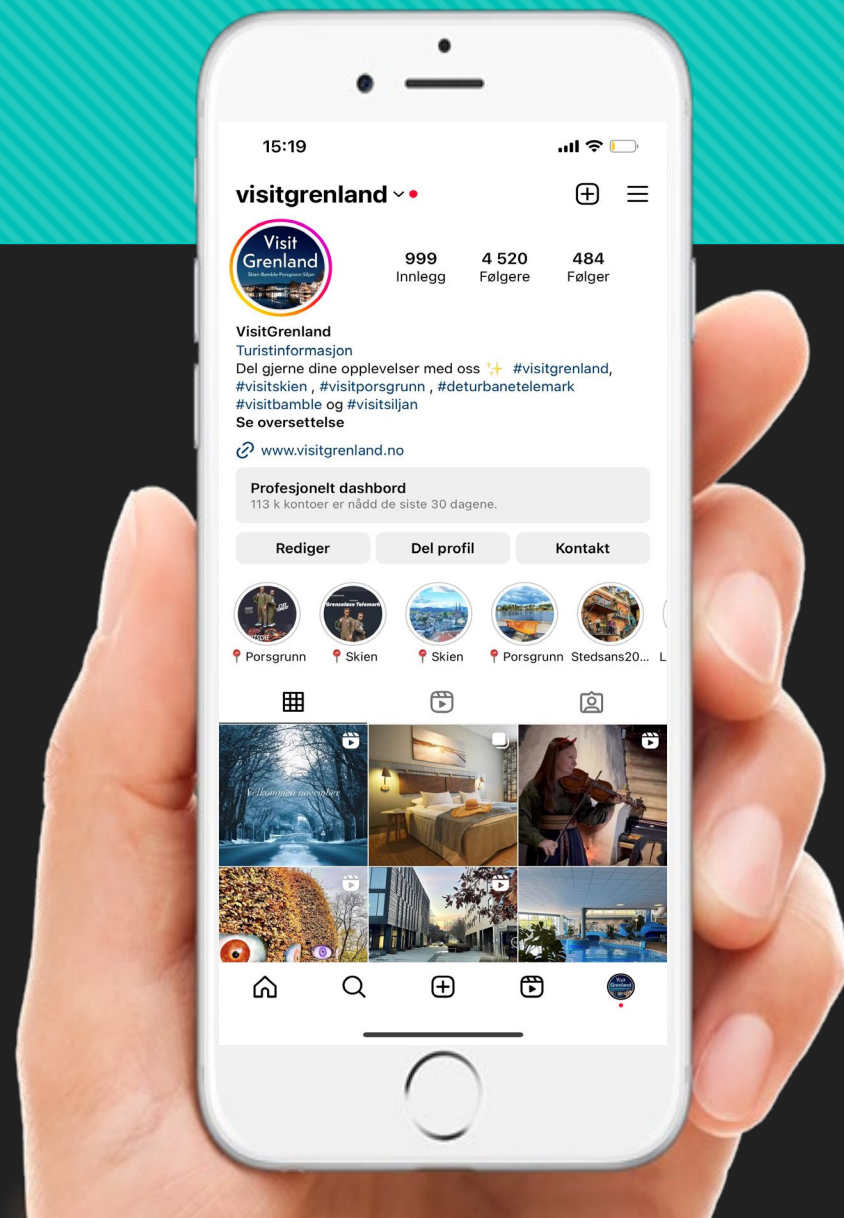 15:19
visitgrenland
Visit
Grenland
Skien-Bamble-Porsgrunn-Siljan
999
Innlegg
4 520
Følgere
484
Følger
VisitGrenland
Turistinformasjon
Del gjerne dine opplevelser med oss ✨ #visitgrenland,
#visitskien , #visitporsgrunn , #deturbanetelemark
#visitbamble og #visitsiljan
Se oversettelse
www.visitgrenland.no
Profesjonelt dashbord
113 k kontoer er nådd de siste 30 dagene.
Rediger
Del profil
Kontakt
Grenseløse Telemark
📍 Porsgrunn
📍 Skien
📍 Skien
📍 Porsgrunn
Stedsans20...
L
Velkommen november
Visit
Grenland